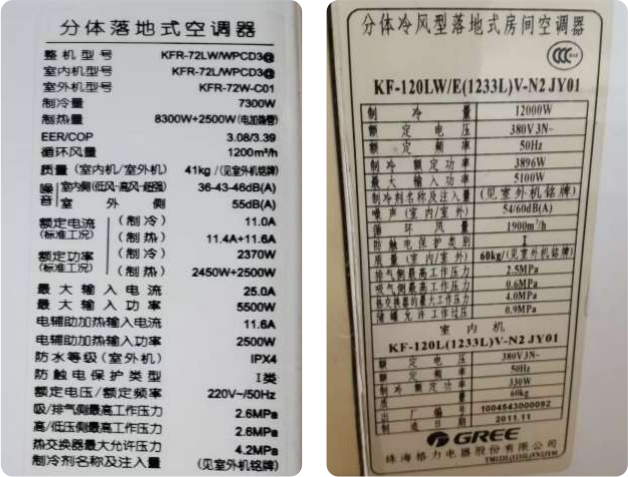 分体落地式空调器
整机型号 KFR-72LW/WPCD3@
室内机型号 KFR-72L/WPCD3@
室外机型号 KFR-72W-C01
制冷量 7300W
制热量 8300W+2500W(电加热管)
EER/COP 3.08/3.39
循环风量 1200m³/h
质量(室内机/室外机) 41kg/(见室外机铭牌)
噪音 室内侧(低风-高风-超强) 36-43-46dB(A)
室外侧 55dB(A)
额定电流(标准工况) (制冷) 11.0A
(制热) 11.4A+11.6A
额定功率(标准工况) (制冷) 2370W
(制热) 2450W+2500W
最大输入电流 25.0A
最大输入功率 5500W
电辅助加热输入电流 11.6A
电辅助加热输入功率 2500W
防水等级(室外机) IPX4
防触电保护类型 I类
额定电压/额定频率 220V~/50Hz
吸/排气侧最高工作压力 2.6MPa
高/低压侧最高工作压力 2.6MPa
热交换器最大允许压力 4.2MPa
制冷剂名称及注入量 (见室外机铭牌)
分体冷风型落地式房间空调器
CCC
KF-120LW/E(1233L)V-N2 JY01
制冷量 12000W
额定电压 380V 3N~
额定频率 50Hz
制冷额定功率 3896W
最大输入功率 5100W
制冷剂名称及注入量 (见室外机铭牌)
噪声(室内/室外) 54/60dB(A)
循环风量 1900m³/h
防触电保护类别 I
质量(室内/室外) 60kg/(见室外机铭牌)
排气侧最高工作压力 2.5MPa
吸气侧最高工作压力 0.6MPa
热交换器的最大工作压力 4.0MPa
允许工作过压 0.9MPa
室内机
KF-120L(1233L)V-N2 JY01
额定电压 380V 3N~
额定频率 50Hz
制冷额定功率 330W
质量 60kg
出厂编号 1004543000092
制造日期 2011.11
GREE
珠海格力电器股份有限公司